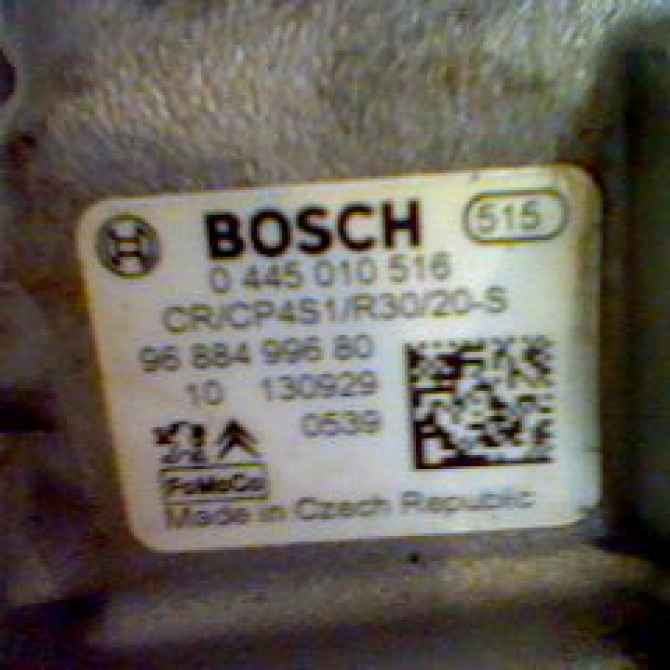 BOSCH 515
0 445 010 516
CR/CP4S1/R30/20-S
96 884 996 80
10 130929
0539
FoMoCo
Made in Czech Republic